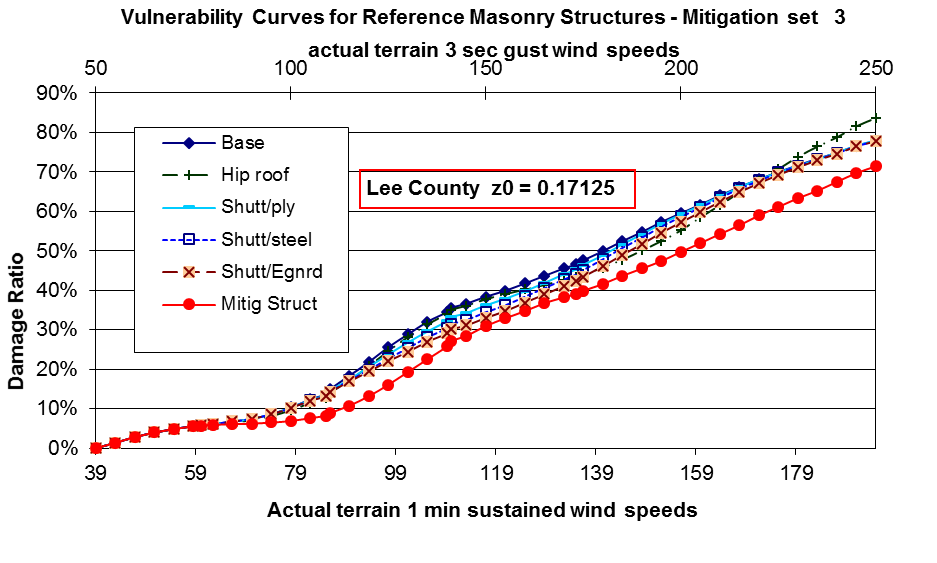 Vulnerability Curves for Reference Masonry Structures - Mitigation set 3
actual terrain 3 sec gust wind speeds
50 100 150 200 250
90%
80%
70%
60%
50%
40%
30%
20%
10%
0%
Damage Ratio
Base
Hip roof
Shutt/ply
Shutt/steel
Shutt/Egnrd
Mitig Struct
Lee County z0 = 0.17125
39 59 79 99 119 139 159 179
Actual terrain 1 min sustained wind speeds